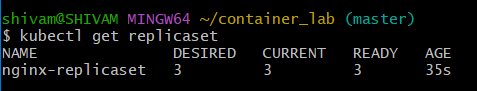 shivam@SHIVAM MINGW64 ~/container_lab (master)
$ kubectl get replicaset
NAME DESIRED CURRENT READY AGE
nginx-replicaset 3 3 3 35s